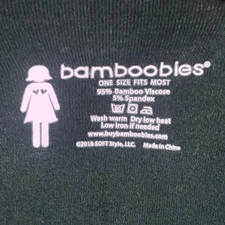 bamboobies®
ONE SIZE FITS MOST
95% Bamboo Viscose
5% Spandex
Wash warm Dry low heat
Low iron if needed
www.buybamboobies.com
©2018 SOFT Style, LLC. Made in China